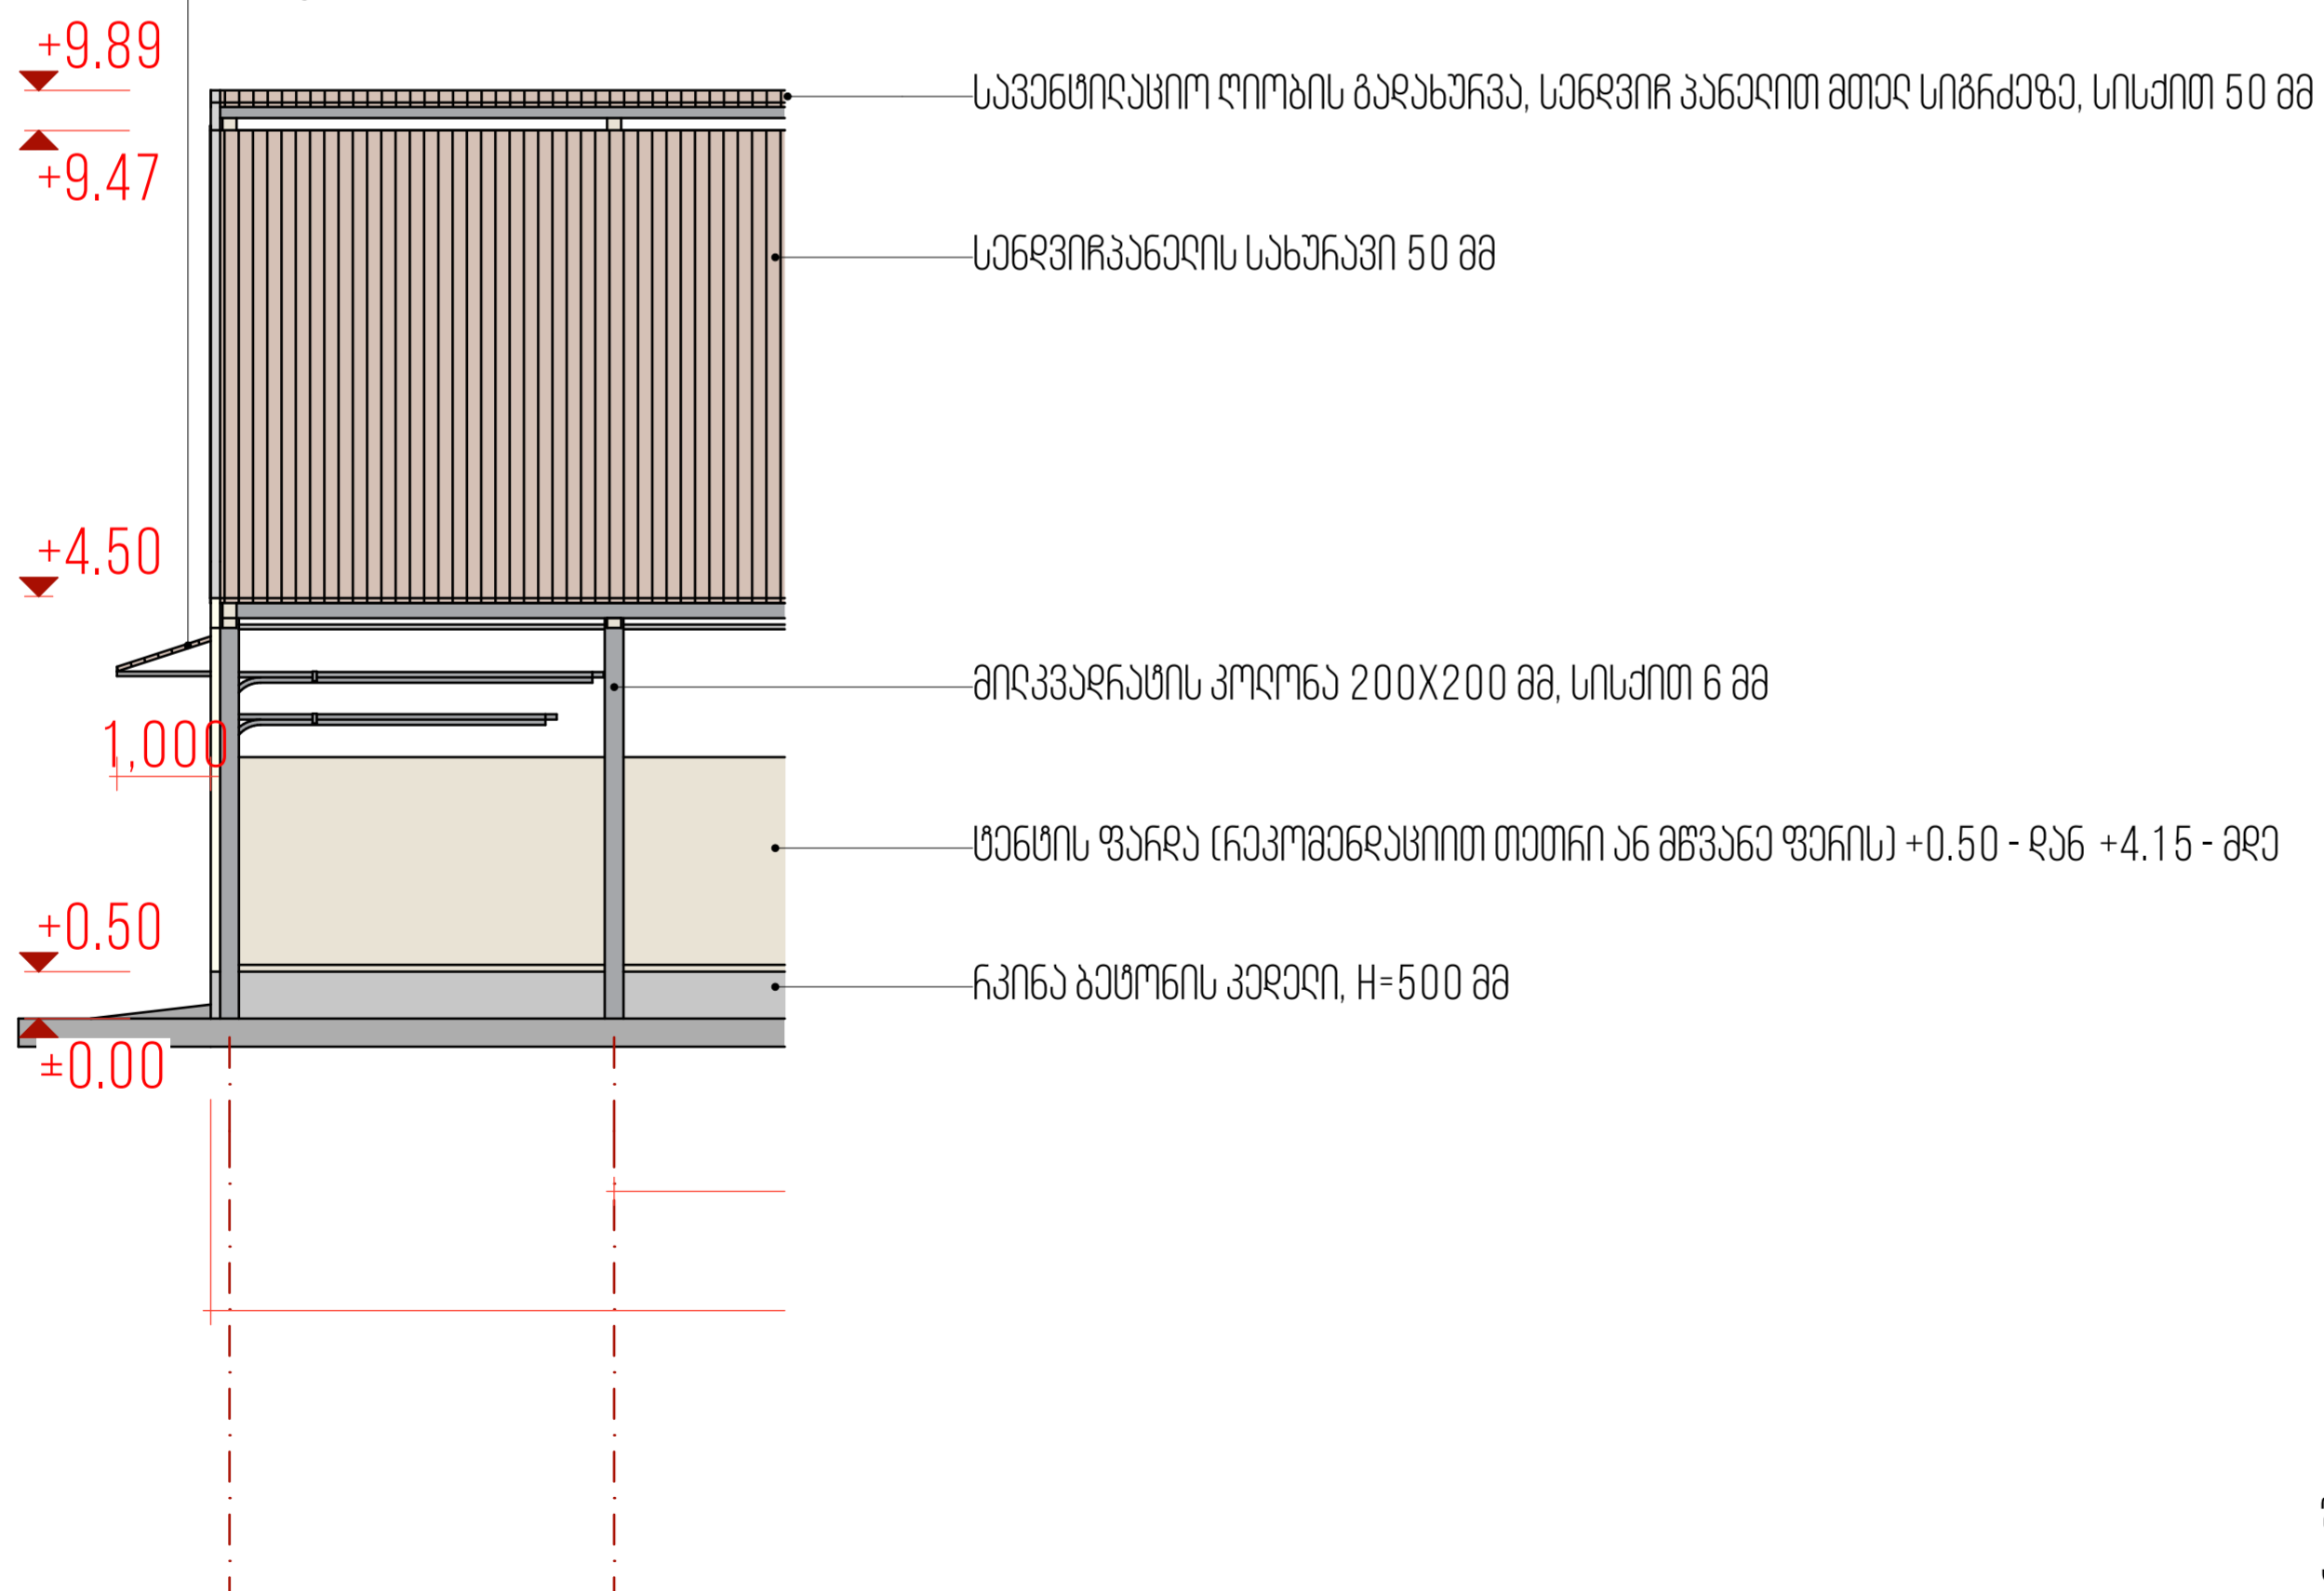 +9.89
სავენტილაციო ღიობის გადახურვა, სენდვიჩ პანელით მთელ სიგრძეზე, სისქით 50 მმ
+9.47
სენდვიჩპანელის სახურავი 50 მმ
+4.50
მილკვადრატის კოლონა 200X200 მმ, სისქით 6 მმ
1,000
ტენტის ფარდა (რეკომენდაციით თეთრი ან მწვანე ფერის) +0.50 - დან +4.15 - მდე
+0.50
რკინა ბეტონის კედელი, H=500 მმ
±0.00